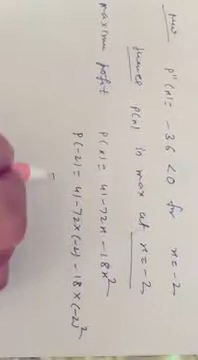 Now P''(x) = -36 < 0 for x = -2
hence P(x) is max at x = -2
maximum profit P(x) = 41 - 72x - 18x²
P(-2) = 41 - 72×(-2) - 18×(-2)²
=